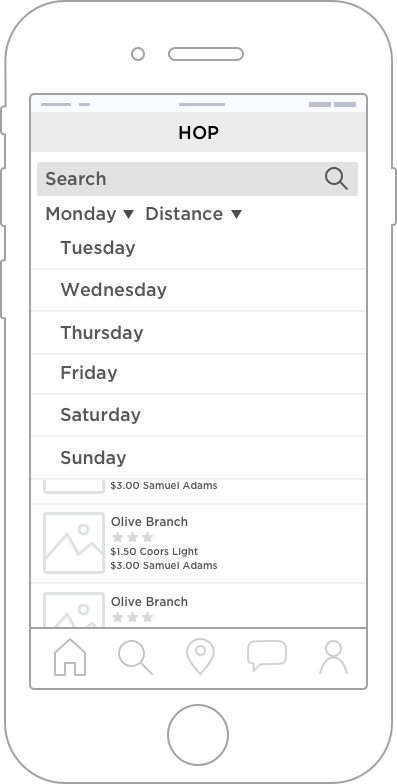 HOP
Search
Monday ▼ Distance ▼
Tuesday
Wednesday
Thursday
Friday
Saturday
Sunday
$3.00 Samuel Adams
Olive Branch
$1.50 Coors Light
$3.00 Samuel Adams
Olive Branch